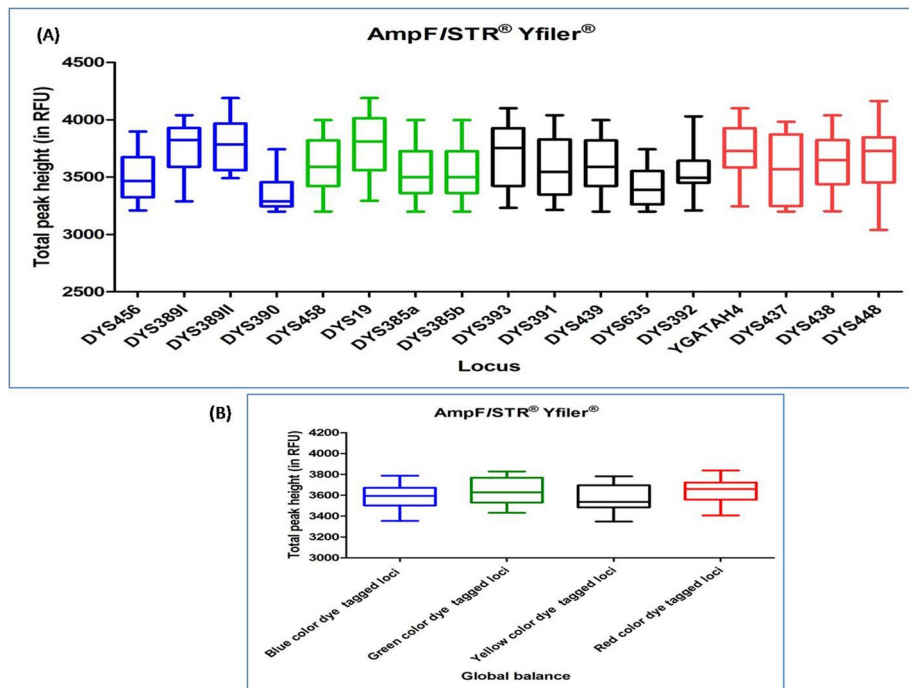 (A)
AmpF/STR® Yfiler®
Total peak height (in RFU)
4500
4000
3500
3000
2500
DYS456
DYS389I
DYS389II
DYS390
DYS458
DYS19
DYS385a
DYS385b
DYS393
DYS391
DYS439
DYS635
DYS392
YGATAH4
DYS437
DYS438
DYS448
Locus
(B)
AmpF/STR® Yfiler®
Total peak height (in RFU)
4200
4000
3800
3600
3400
3200
3000
Blue color dye tagged loci
Green color dye tagged loci
Yellow color dye tagged loci
Red color dye tagged loci
Global balance